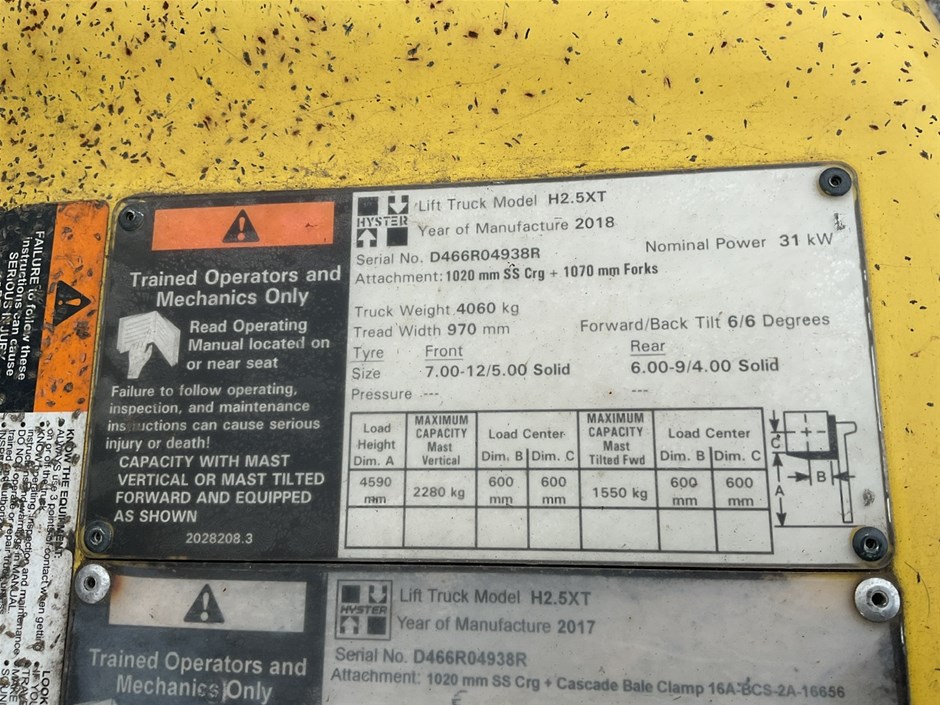 FAILURE to follow these
instructions can cause
SERIOUS INJURY
KNOW THE EQUIPMENT:
Trained Operators and
Mechanics Only
Read Operating
Manual located on
or near seat
Failure to follow operating,
inspection, and maintenance
instructions can cause serious
injury or death!
CAPACITY WITH MAST
VERTICAL OR MAST TILTED
FORWARD AND EQUIPPED
AS SHOWN
2028208.3
HYSTER
Lift Truck Model H2.5XT
Year of Manufacture 2018
Nominal Power 31 kW
Serial No. D466R04938R
Attachment: 1020 mm SS Crg + 1070 mm Forks
Truck Weight 4060 kg
Tread Width 970 mm
Forward/Back Tilt 6/6 Degrees
Tyre Front Rear
Size 7.00-12/5.00 Solid 6.00-9/4.00 Solid
Pressure --- ---
Load Height Dim. A
MAXIMUM CAPACITY Mast Vertical
Load Center
Dim. B Dim. C
MAXIMUM CAPACITY Mast Tilted Fwd
Load Center
Dim. B Dim. C
4590 mm 2280 kg 600 mm 600 mm 1550 kg 600 mm 600 mm
C
A
B
Trained Operators and
Mechanics Only
HYSTER
Lift Truck Model H2.5XT
Year of Manufacture 2017
Serial No. D466R04938R
Attachment: 1020 mm SS Crg + Cascade Bale Clamp 16A-BCS-2A-16656